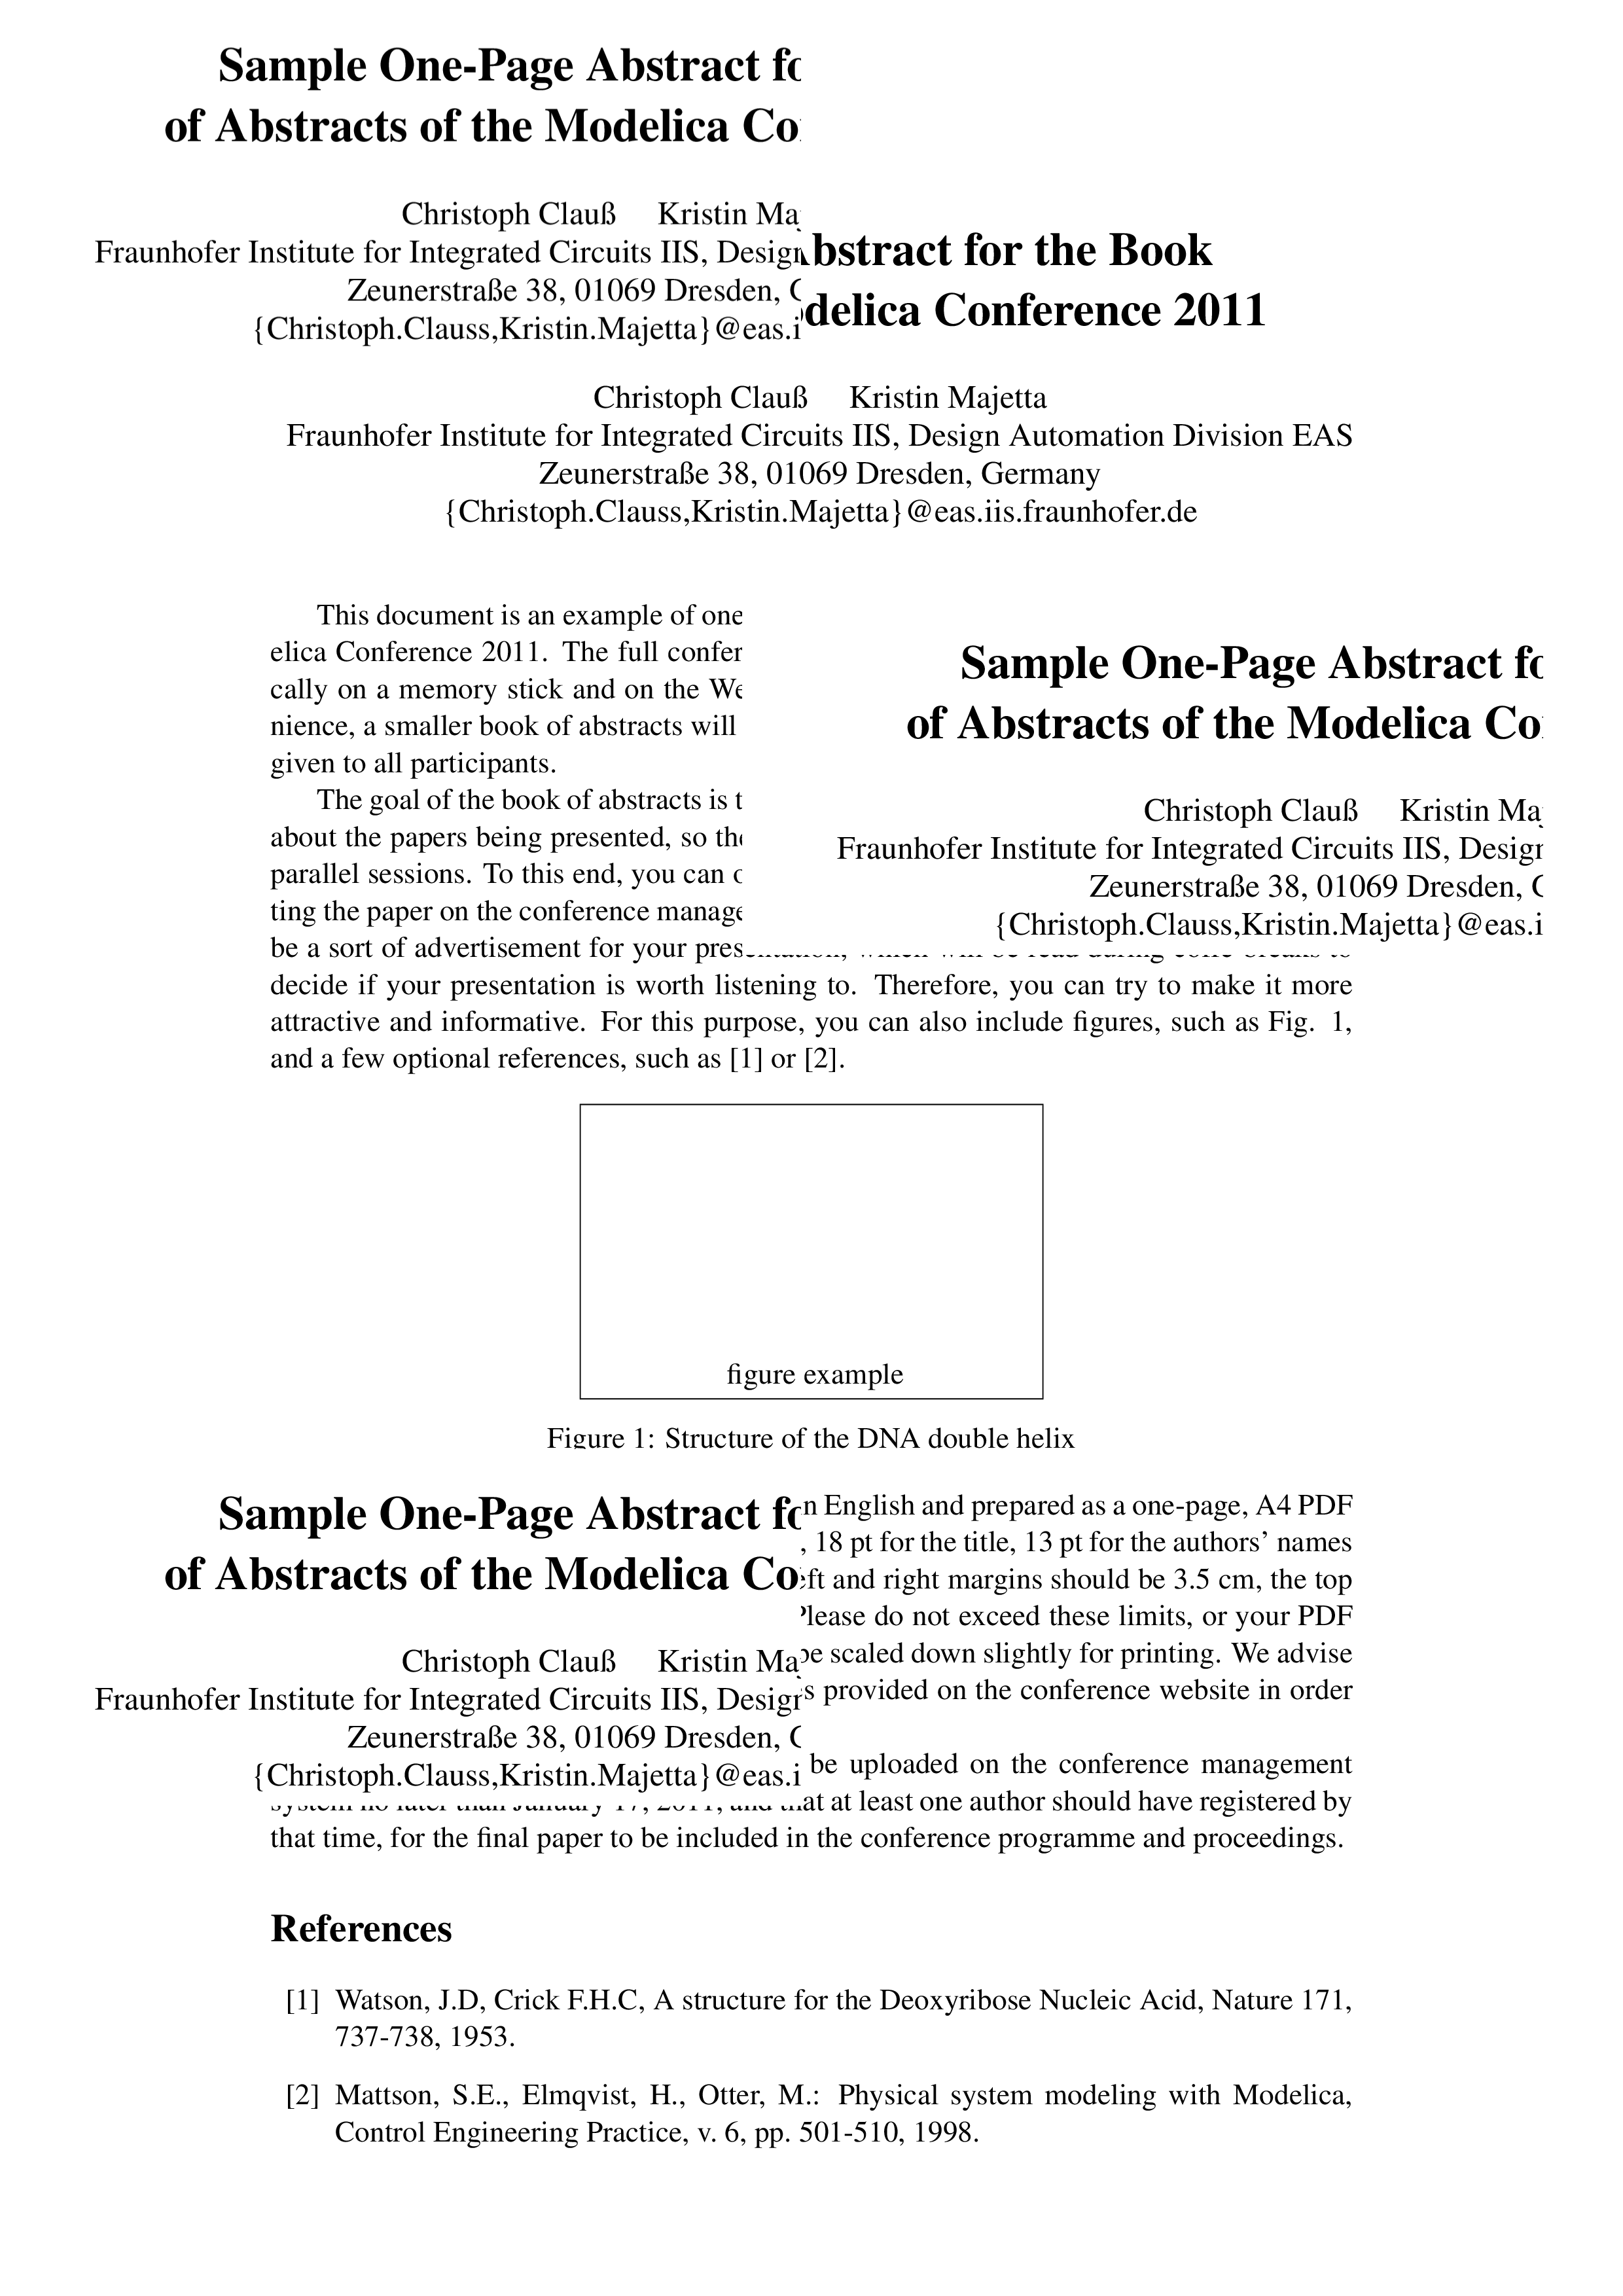 Sample One-Page Abstract
of Abstracts of the Modelica
Christoph Clauß Kristin
Fraunhofer Institute for Integrated Circuits IIS,
Zeunerstraße 38, 01069 Dresden,
{Christoph.Clauss,Kristin.Majetta}@eas.i
bstract for the Book
delica Conference 2011
Christoph Clauß Kristin Majetta
Fraunhofer Institute for Integrated Circuits IIS, Design Automation Division EAS
Zeunerstraße 38, 01069 Dresden, Germany
{Christoph.Clauss,Kristin.Majetta}@eas.iis.fraunhofer.de
This document is an example of one
elica Conference 2011. The full confer
cally on a memory stick and on the
nience, a smaller book of abstracts will
given to all participants.
The goal of the book of abstracts is t
about the papers being presented, so
parallel sessions. To this end, you can
ting the paper on the conference manage
Sample One-Page Abstract
of Abstracts of the Modelica
Christoph Clauß Kristin
Fraunhofer Institute for Integrated Circuits IIS,
Zeunerstraße 38, 01069 Dresden,
{Christoph.Clauss,Kristin.Majetta}@eas.i
be a sort of advertisement for your pres
decide if your presentation is worth listening to. Therefore, you can try to make it more
attractive and informative. For this purpose, you can also include figures, such as Fig. 1,
and a few optional references, such as [1] or [2].
figure example
Figure 1: Structure of the DNA double helix
Sample One-Page Abstract
of Abstracts of the Modelica
Christoph Clauß Kristin
Fraunhofer Institute for Integrated Circuits IIS,
Zeunerstraße 38, 01069 Dresden,
{Christoph.Clauss,Kristin.Majetta}@eas.i
n English and prepared as a one-page, A4 PDF
, 18 pt for the title, 13 pt for the authors’ names
and right margins should be 3.5 cm, the top
lease do not exceed these limits, or your PDF
be scaled down slightly for printing. We advise
s provided on the conference website in order
be uploaded on the conference management
at least one author should have registered by
that time, for the final paper to be included in the conference programme and proceedings.
References
[1] Watson, J.D, Crick F.H.C, A structure for the Deoxyribose Nucleic Acid, Nature 171,
737-738, 1953.
[2] Mattson, S.E., Elmqvist, H., Otter, M.: Physical system modeling with Modelica,
Control Engineering Practice, v. 6, pp. 501-510, 1998.